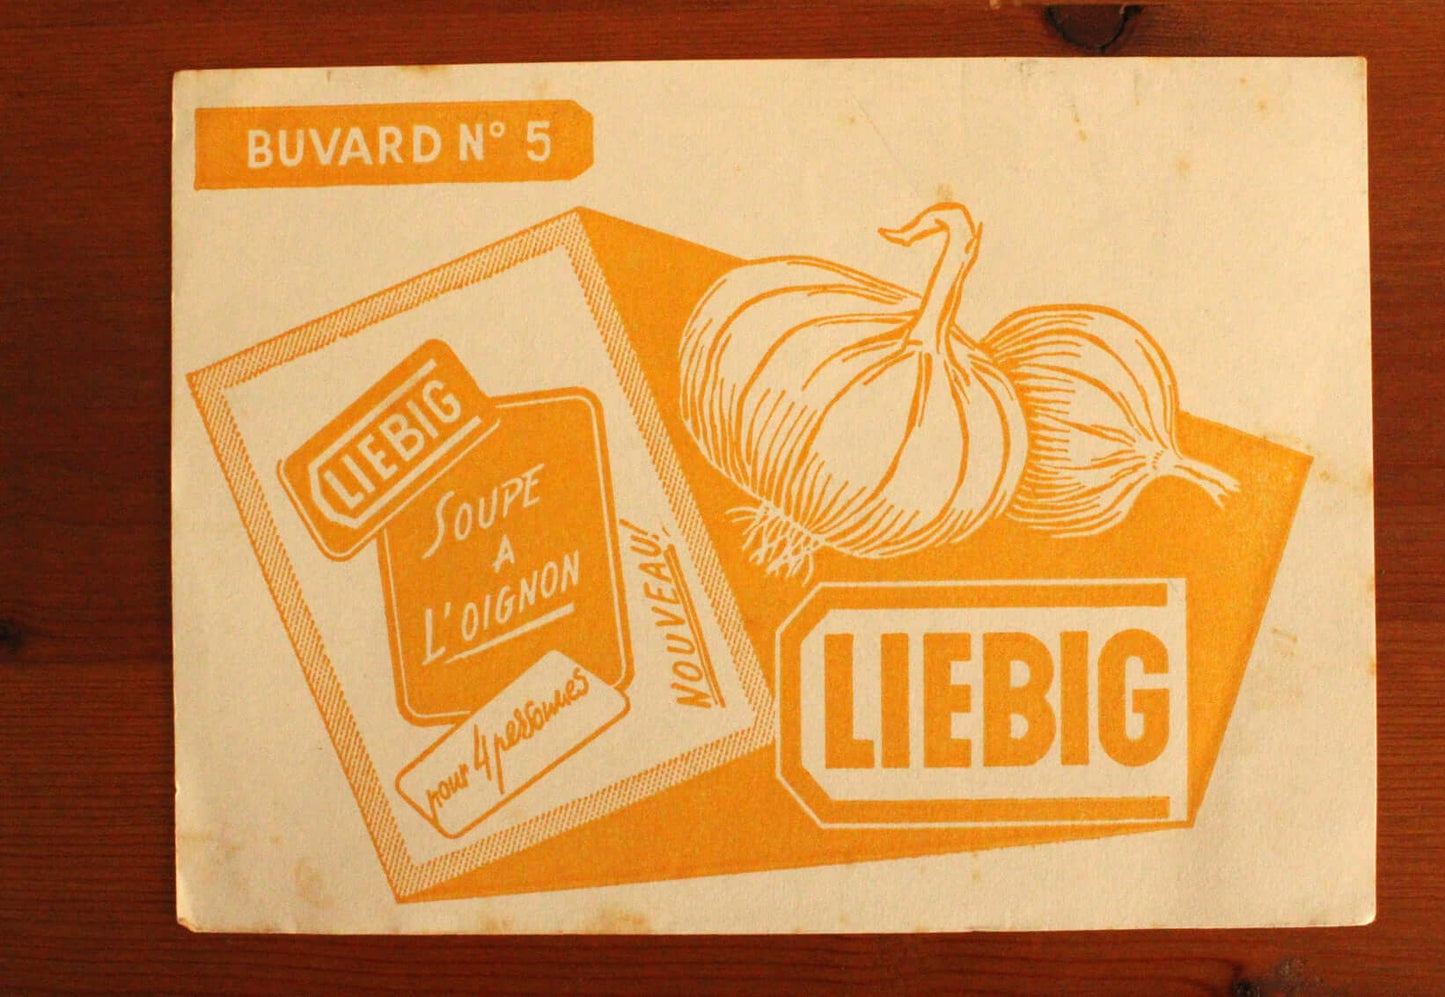 BUVARD N° 5
LIEBIG
SOUPE
A
L'OIGNON
pour 4 personnes
NOUVEAU!
LIEBIG